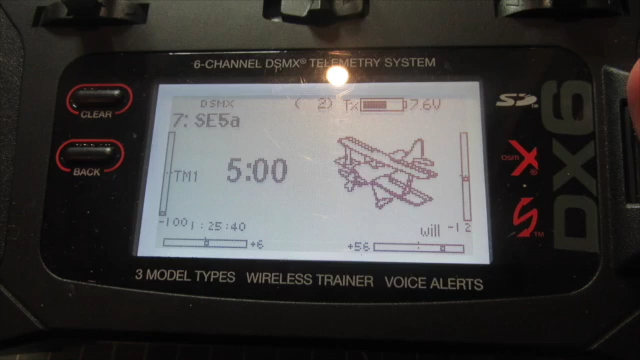 6-CHANNEL DSMX® TELEMETRY SYSTEM
CLEAR
BACK
DSMX ( 2) Tx 7.6V
7: SE5a
TM1 5:00
-100 1:25:40
will -12
+6 +56
SD
DSM X®
DX6
3 MODEL TYPES WIRELESS TRAINER VOICE ALERTS